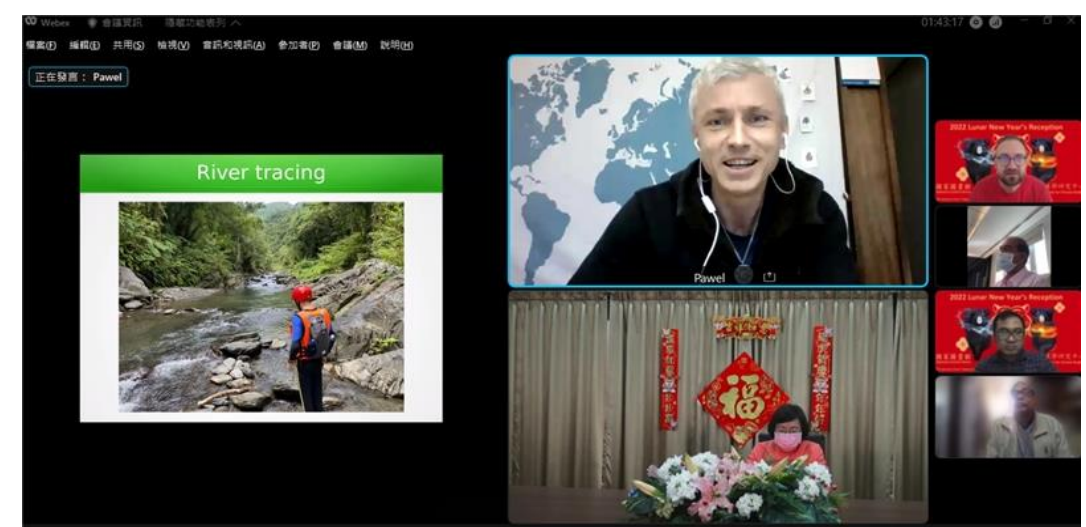 Webex 會議資訊 隱藏功能表列
01:43:17
檔案(F) 編輯(E) 共用(S) 檢視(V) 音訊和視訊(A) 參加者(P) 會議(M) 說明(H)
正在發言： Pawel
River tracing
Pawel
2022 Lunar New Year's Reception
2022 Lunar New Year's Reception
福